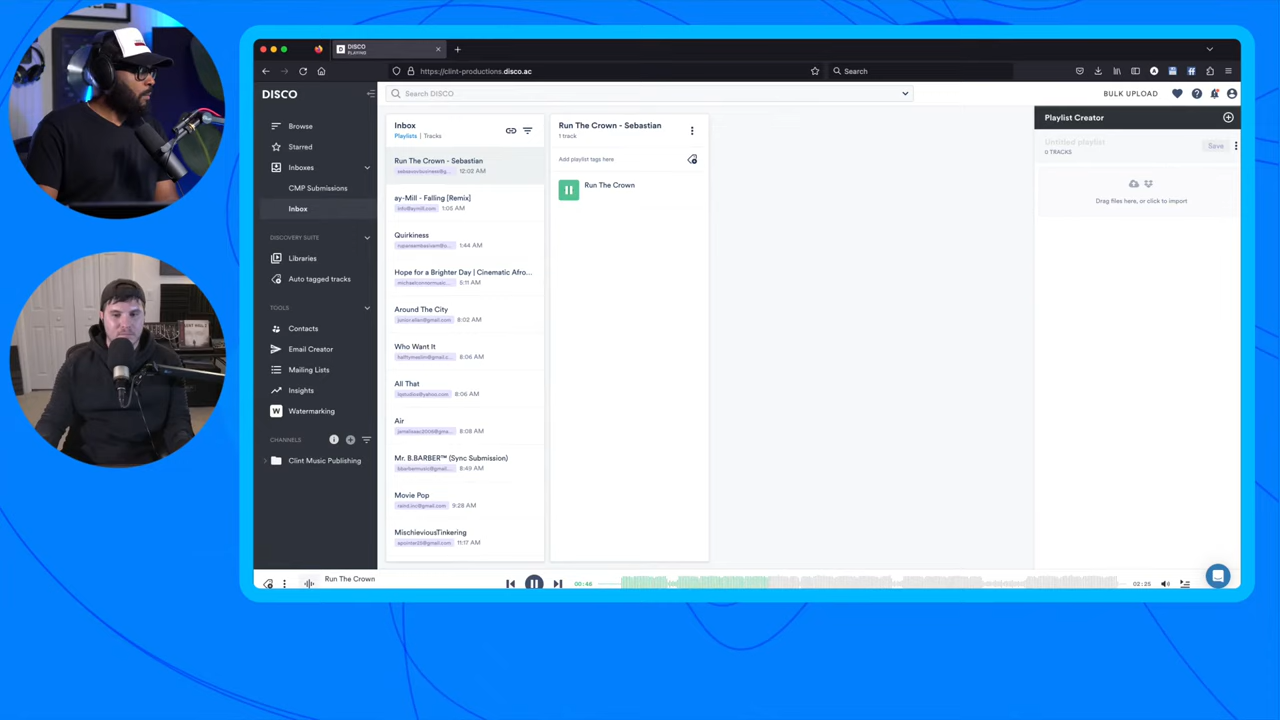 DISCO
PLAYING
https://clint-productions.disco.ac
Search
DISCO
Search DISCO
BULK UPLOAD
Browse
Starred
Inboxes
CMP Submissions
Inbox
DISCOVERY SUITE
Libraries
Auto tagged tracks
TOOLS
Contacts
Email Creator
Mailing Lists
Insights
W Watermarking
CHANNELS
Clint Music Publishing
Inbox
Playlists | Tracks
Run The Crown - Sebastian
12:02 AM
ay-Mill - Falling [Remix]
info@aymill.com 1:05 AM
Quirkiness
1:44 AM
Hope for a Brighter Day | Cinematic Afro...
5:11 AM
Around The City
8:02 AM
Who Want It
8:06 AM
All That
8:06 AM
Air
8:08 AM
Mr. B.BARBER™ (Sync Submission)
8:49 AM
Movie Pop
9:28 AM
MischieviousTinkering
11:17 AM
Run The Crown - Sebastian
1 track
Add playlist tags here
Run The Crown
Playlist Creator
Untitled playlist
Save
0 TRACKS
Drag files here, or click to import
Run The Crown
00:46
02:25